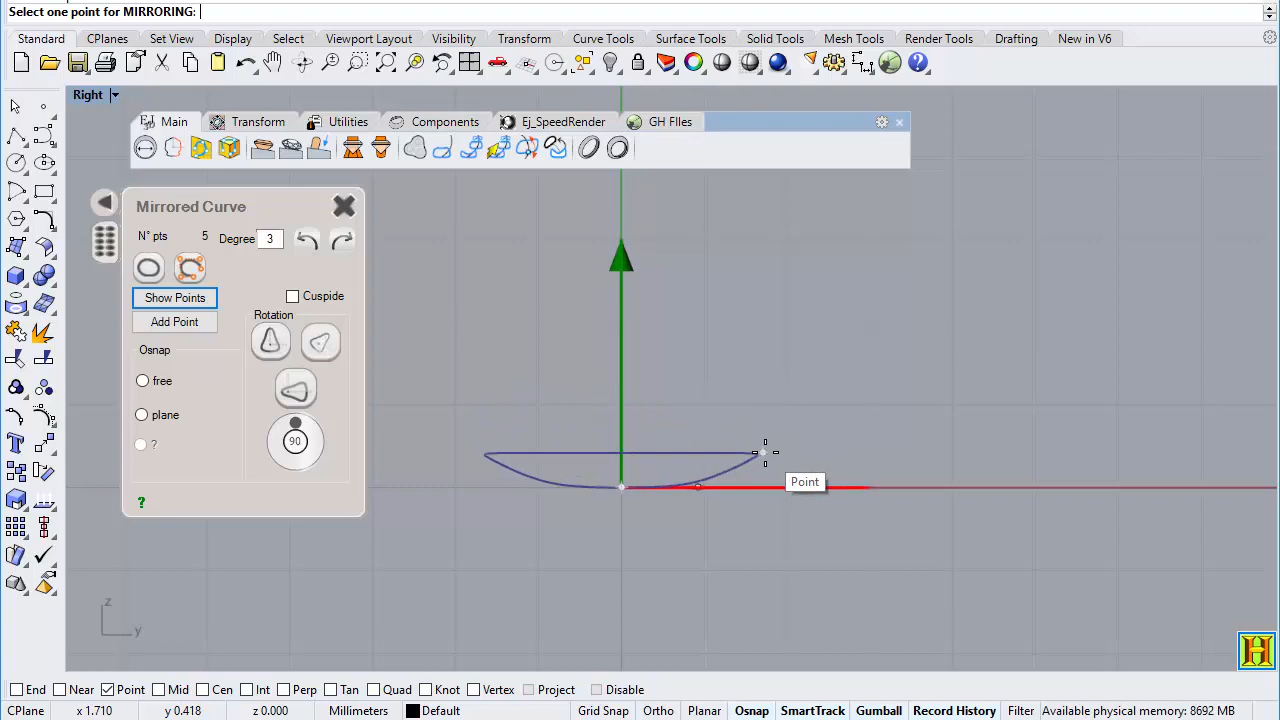 Select one point for MIRRORING:
Standard CPlanes Set View Display Select Viewport Layout Visibility Transform Curve Tools Surface Tools Solid Tools Mesh Tools Render Tools Drafting New in V6
Right
Main Transform Utilities Components Ej_SpeedRender GH FIles
Mirrored Curve
N° pts 5 Degree 3
Show Points Cuspide
Add Point Rotation
Osnap
free
plane
?
90
?
Point
z
y
H
End Near Point Mid Cen Int Perp Tan Quad Knot Vertex Project Disable
CPlane x 1.710 y 0.418 z 0.000 Millimeters Default Grid Snap Ortho Planar Osnap SmartTrack Gumball Record History Filter Available physical memory: 8692 MB